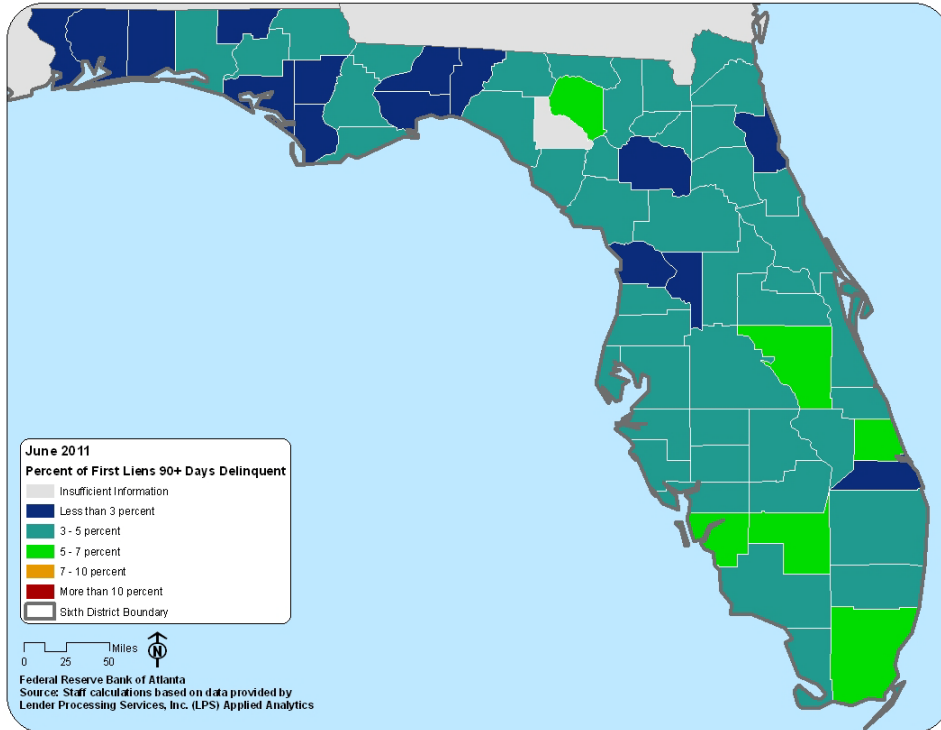 June 2011
Percent of First Liens 90+ Days Delinquent
Insufficient Information
Less than 3 percent
3 - 5 percent
5 - 7 percent
7 - 10 percent
More than 10 percent
Sixth District Boundary
Miles
0 25 50
N
Federal Reserve Bank of Atlanta
Source: Staff calculations based on data provided by
Lender Processing Services, Inc. (LPS) Applied Analytics